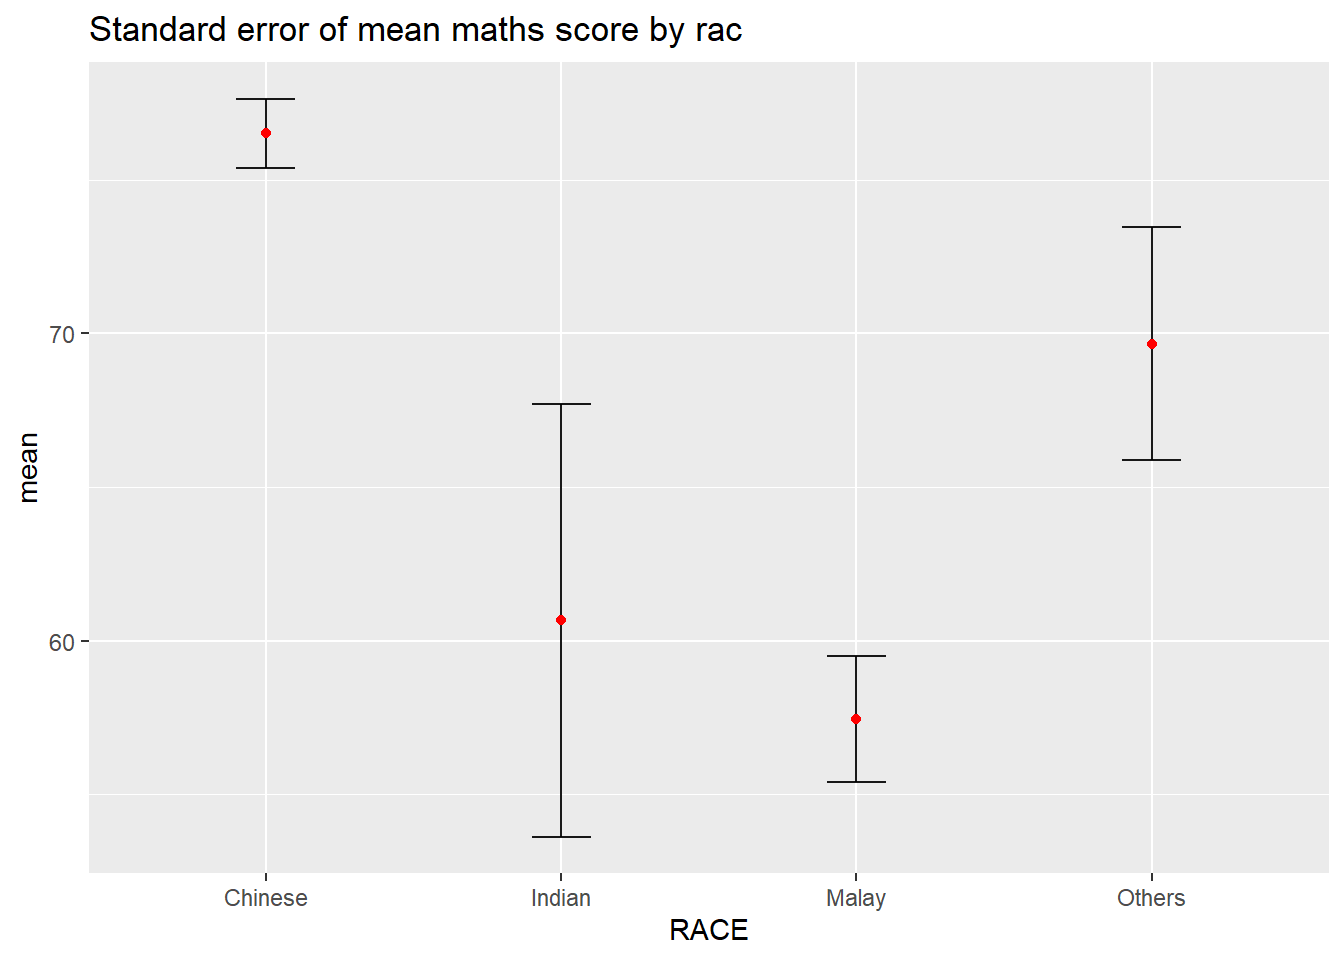 Standard error of mean maths score by rac
70
60
mean
Chinese Indian Malay Others
RACE